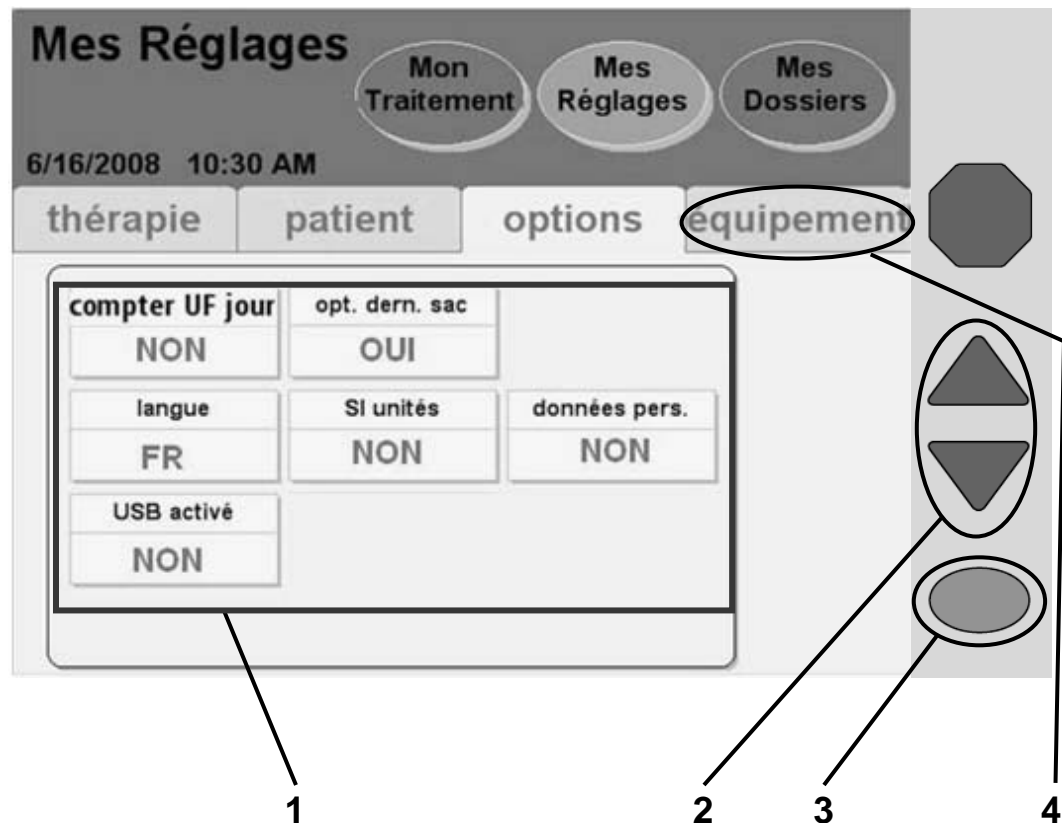 Mes Réglages
Mon
Traitement
Mes
Réglages
Mes
Dossiers
6/16/2008 10:30 AM
thérapie patient options équipement
compter UF jour opt. dern. sac
NON OUI
langue SI unités données pers.
FR NON NON
USB activé
NON
1 2 3 4